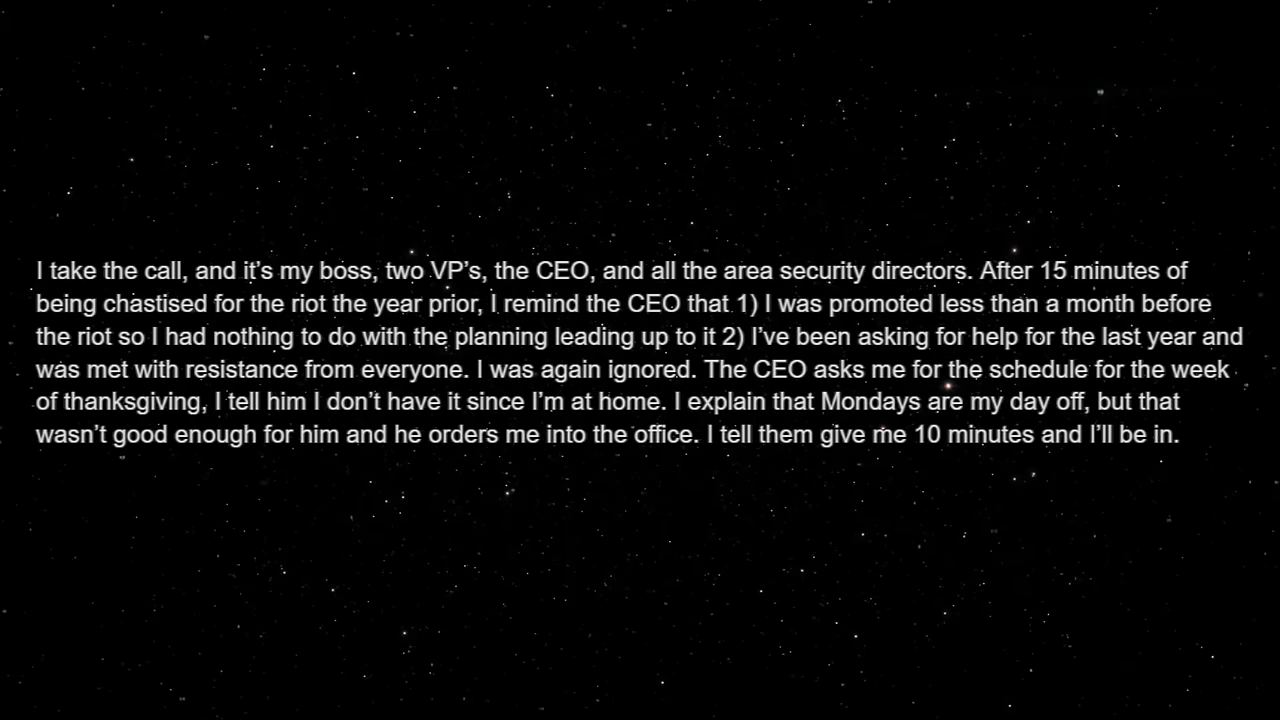 I take the call, and it's my boss, two VP's, the CEO, and all the area security directors. After 15 minutes of
being chastised for the riot the year prior, I remind the CEO that 1) I was promoted less than a month before
the riot so I had nothing to do with the planning leading up to it 2) I've been asking for help for the last year and
was met with resistance from everyone. I was again ignored. The CEO asks me for the schedule for the week
of thanksgiving, I tell him I don't have it since I'm at home. I explain that Mondays are my day off, but that
wasn't good enough for him and he orders me into the office. I tell them give me 10 minutes and I'll be in.